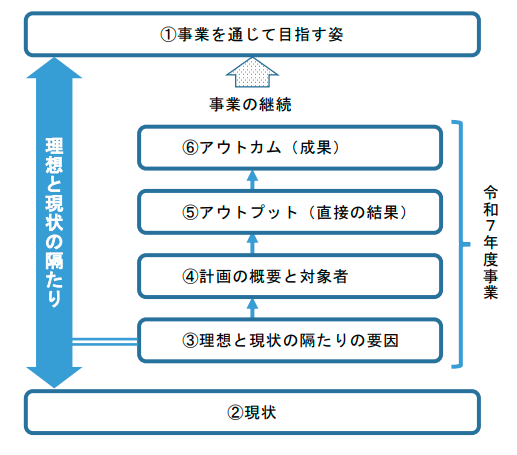 ①事業を通じて目指す姿
事業の継続
理想と現状の隔たり
⑥アウトカム（成果）
⑤アウトプット（直接の結果）
④計画の概要と対象者
③理想と現状の隔たりの要因
令和７年度事業
②現状